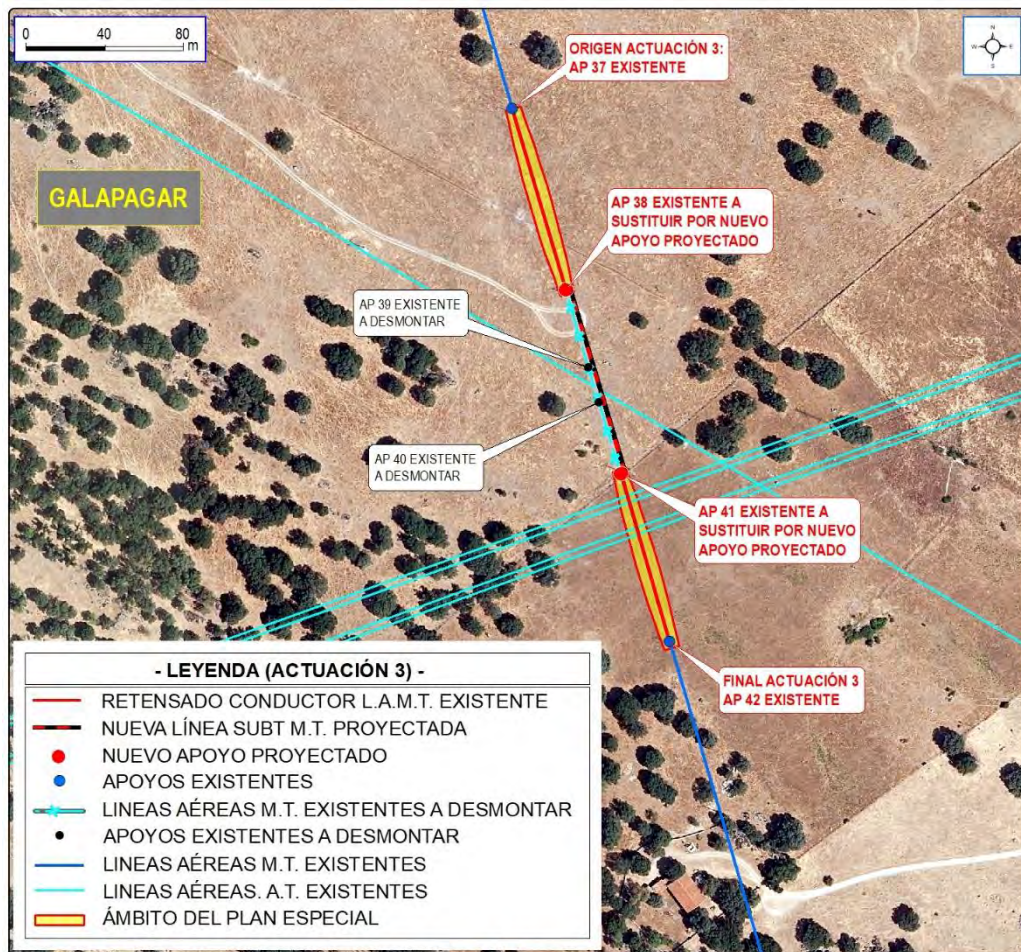 0 40 80
m
N
W E
S
ORIGEN ACTUACIÓN 3:
AP 37 EXISTENTE
GALAPAGAR
AP 38 EXISTENTE A
SUSTITUIR POR NUEVO
APOYO PROYECTADO
AP 39 EXISTENTE
A DESMONTAR
AP 40 EXISTENTE
A DESMONTAR
AP 41 EXISTENTE A
SUSTITUIR POR NUEVO
APOYO PROYECTADO
FINAL ACTUACIÓN 3
AP 42 EXISTENTE
- LEYENDA (ACTUACIÓN 3) -
RETENSADO CONDUCTOR L.A.M.T. EXISTENTE
NUEVA LÍNEA SUBT M.T. PROYECTADA
NUEVO APOYO PROYECTADO
APOYOS EXISTENTES
LINEAS AÉREAS M.T. EXISTENTES A DESMONTAR
APOYOS EXISTENTES A DESMONTAR
LINEAS AÉREAS M.T. EXISTENTES
LINEAS AÉREAS. A.T. EXISTENTES
ÁMBITO DEL PLAN ESPECIAL